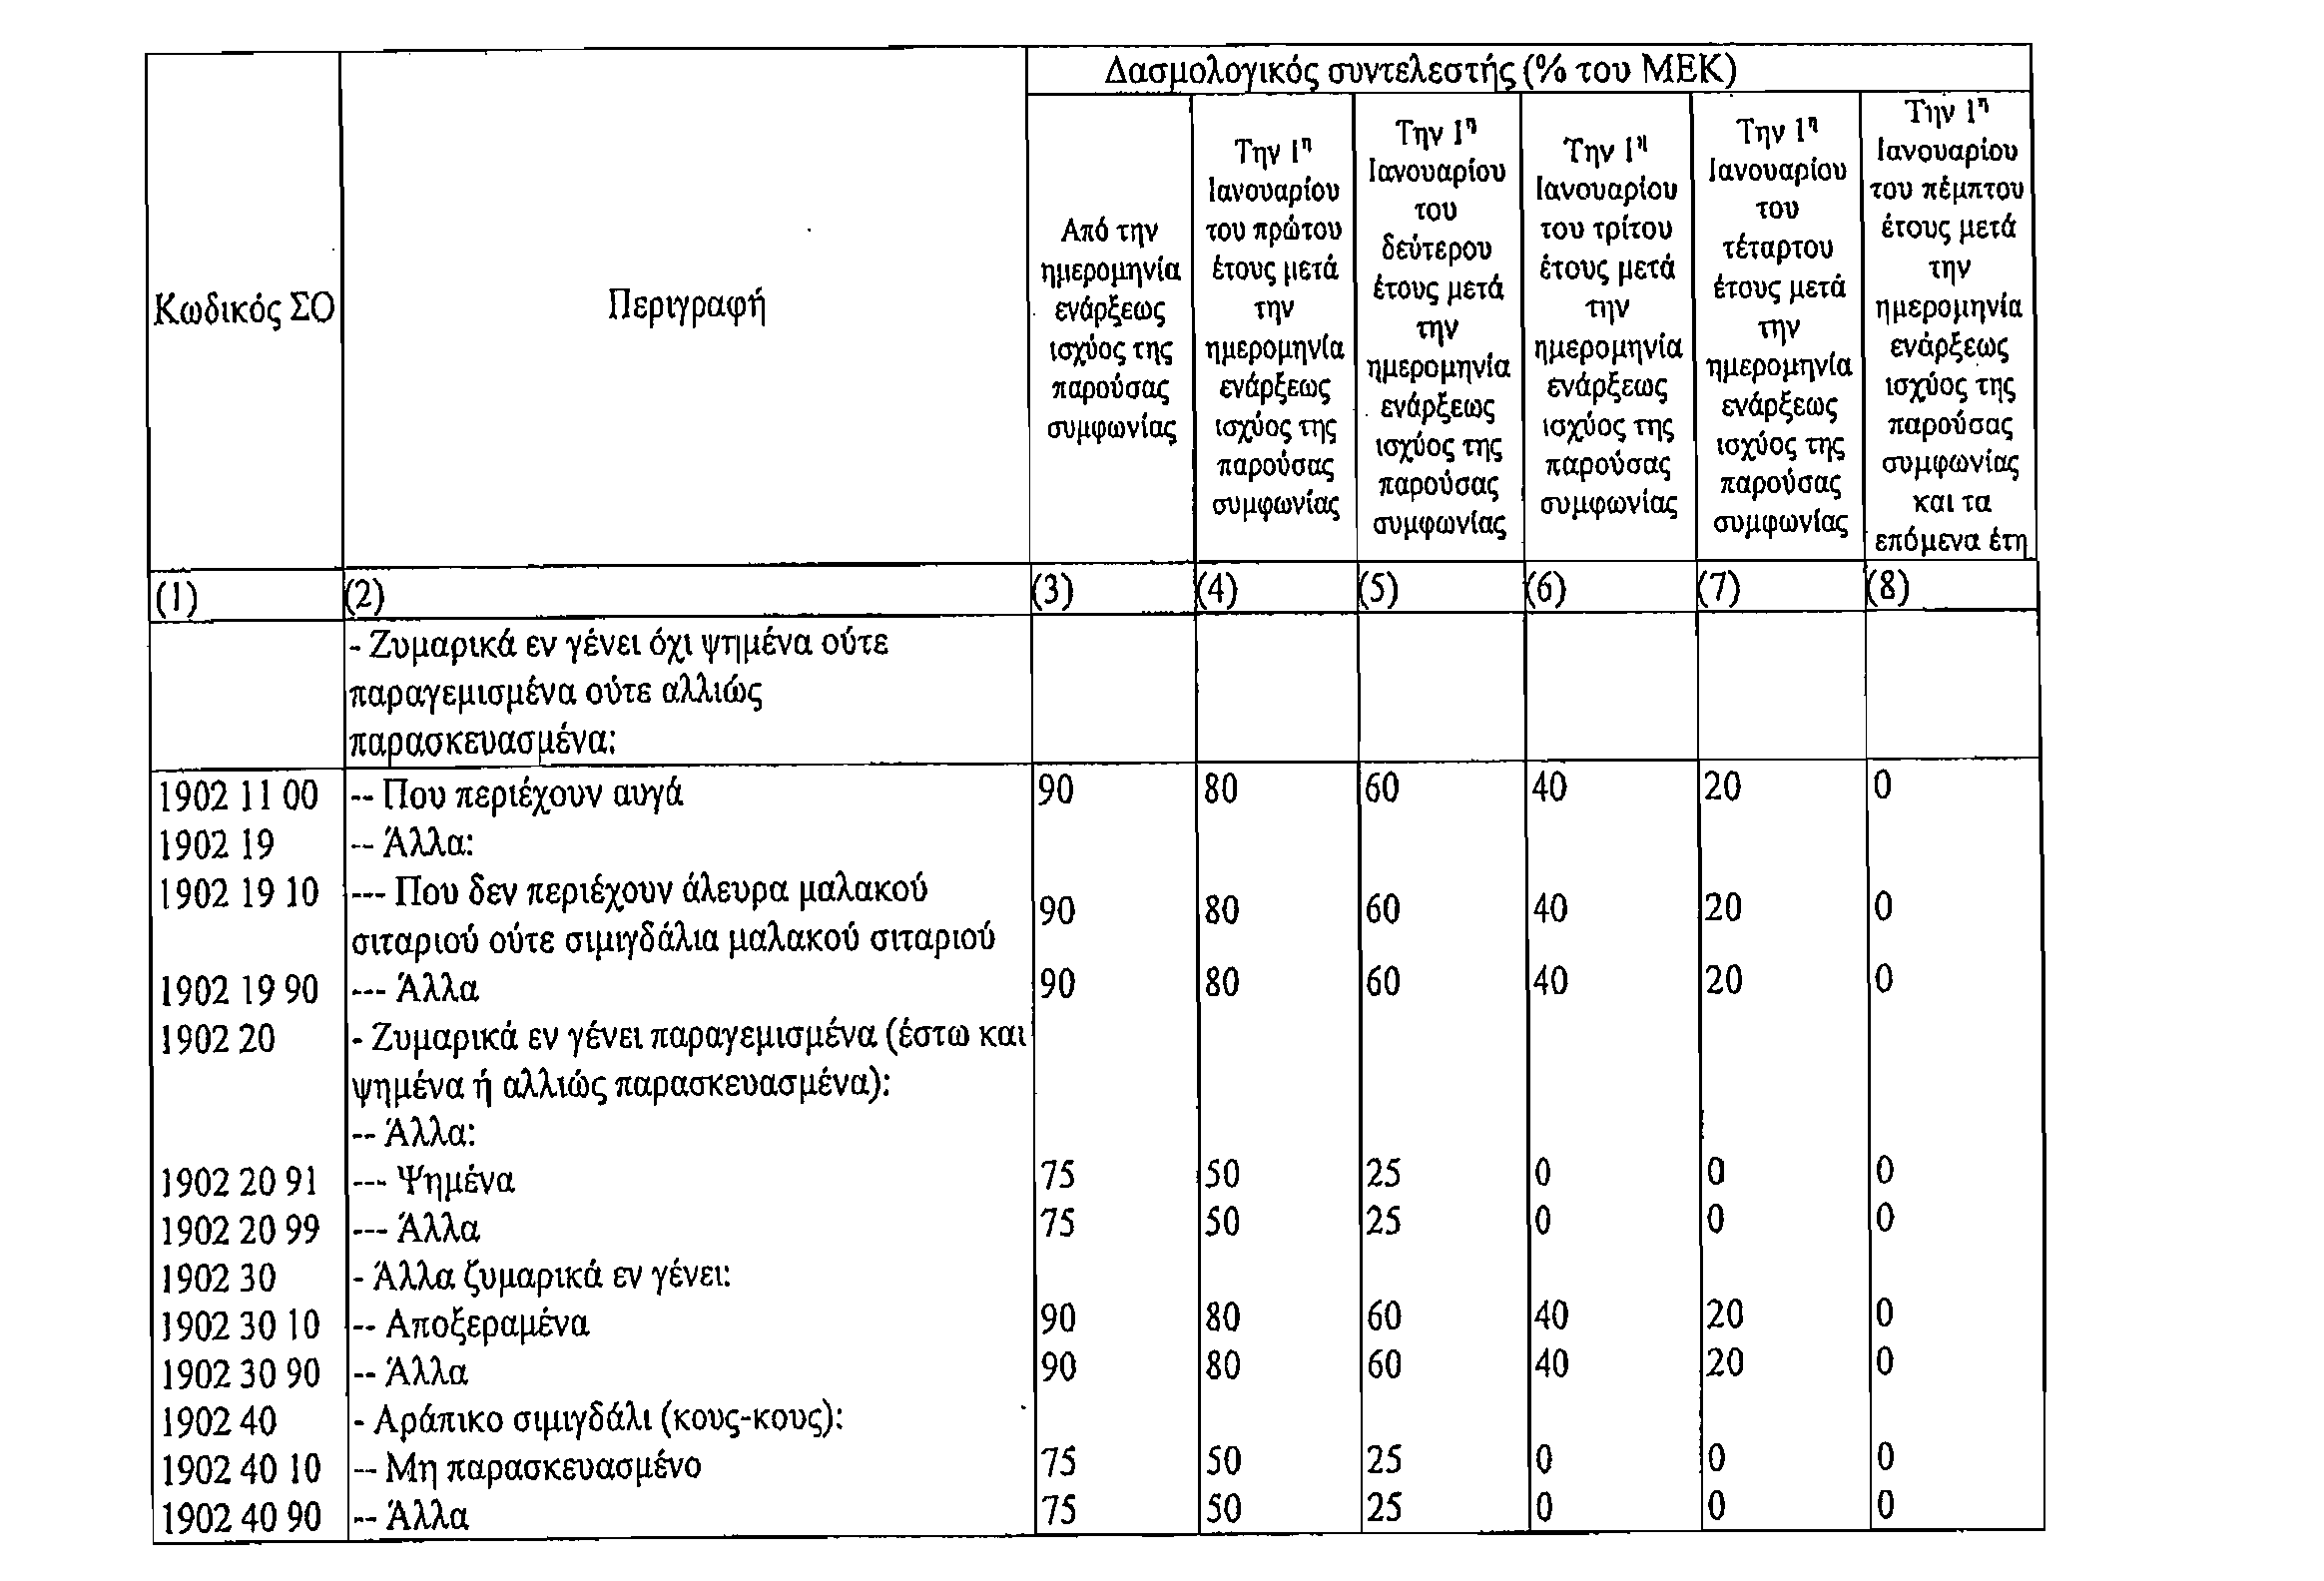 Δασμολογικός συντελεστής (% του ΜΕΚ)
Κωδικός ΣΟ
Περιγραφή
Από την
ημερομηνία
ενάρξεως
ισχύος της
παρούσας
συμφωνίας
Την 1η
Ιανουαρίου
του πρώτου
έτους μετά
την
ημερομηνία
ενάρξεως
ισχύος της
παρούσας
συμφωνίας
Την 1η
Ιανουαρίου
του
δεύτερου
έτους μετά
την
ημερομηνία
ενάρξεως
ισχύος της
παρούσας
συμφωνίας
Την 1η
Ιανουαρίου
του τρίτου
έτους μετά
την
ημερομηνία
ενάρξεως
ισχύος της
παρούσας
συμφωνίας
Την 1η
Ιανουαρίου
του
τέταρτου
έτους μετά
την
ημερομηνία
ενάρξεως
ισχύος της
παρούσας
συμφωνίας
Την 1η
Ιανουαρίου
του πέμπτου
έτους μετά
την
ημερομηνία
ενάρξεως
ισχύος της
παρούσας
συμφωνίας
και τα
επόμενα έτη
(1) (2) (3) (4) (5) (6) (7) (8)
- Ζυμαρικά εν γένει όχι ψημένα ούτε
παραγεμισμένα ούτε αλλιώς
παρασκευασμένα:
1902 11 00 -- Που περιέχουν αυγά 90 80 60 40 20 0
1902 19 -- Άλλα:
1902 19 10 --- Που δεν περιέχουν άλευρα μαλακού
σιταριού ούτε σιμιγδάλια μαλακού σιταριού 90 80 60 40 20 0
1902 19 90 --- Άλλα 90 80 60 40 20 0
1902 20 - Ζυμαρικά εν γένει παραγεμισμένα (έστω και
ψημένα ή αλλιώς παρασκευασμένα):
-- Άλλα:
1902 20 91 --- Ψημένα 75 50 25 0 0 0
1902 20 99 --- Άλλα 75 50 25 0 0 0
1902 30 - Άλλα ζυμαρικά εν γένει:
1902 30 10 -- Αποξεραμένα 90 80 60 40 20 0
1902 30 90 -- Άλλα 90 80 60 40 20 0
1902 40 - Αράπικο σιμιγδάλι (κους-κους):
1902 40 10 -- Μη παρασκευασμένο 75 50 25 0 0 0
1902 40 90 -- Άλλα 75 50 25 0 0 0